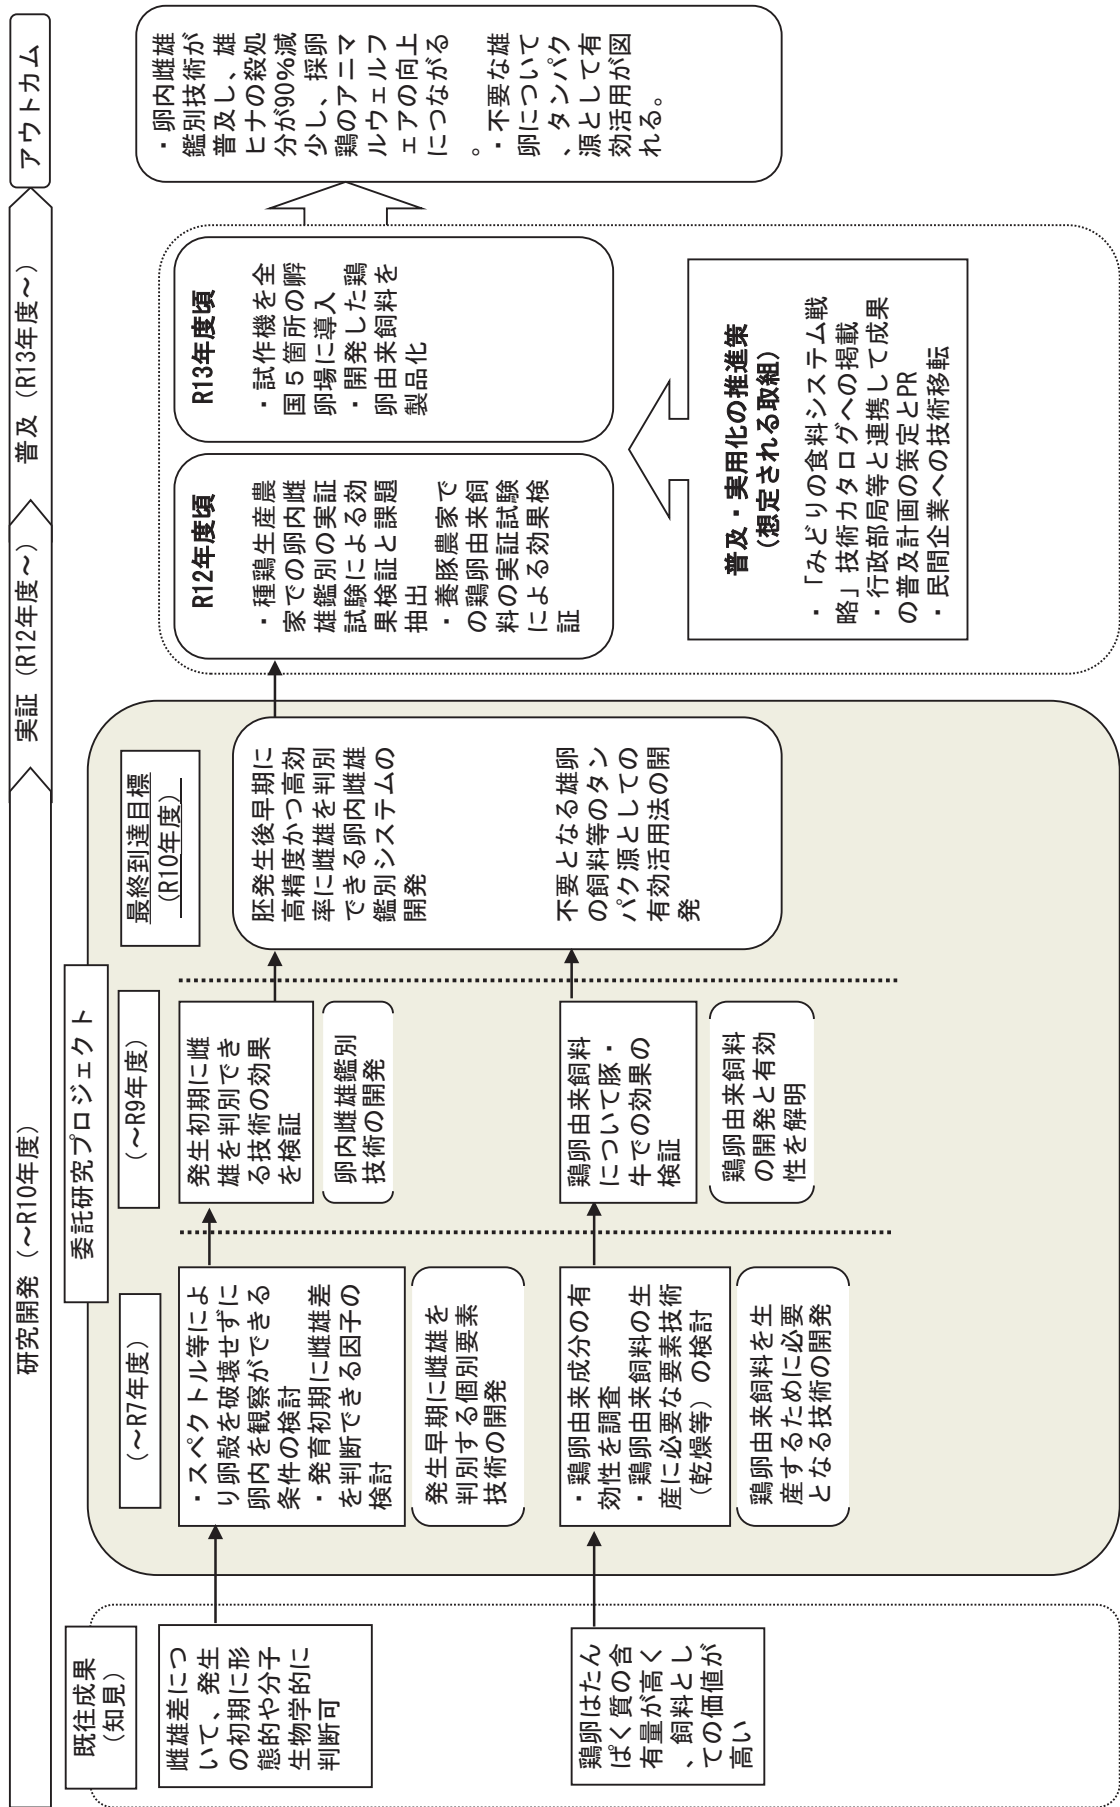 研究開発（～R10年度）
実証（R12年度～）
普及（R13年度～）
アウトカム
既往成果
（知見）
雌雄差につ
いて、発生
の初期に形
態的や分子
生物学的に
判断可
鶏卵はたん
ぱく質の含
有量が高く
、飼料とし
ての価値が
高い
委託研究プロジェクト
（～R7年度）
・スペクトル等によ
り卵殻を破壊せずに
卵内を観察ができる
条件の検討
・発育初期に雌雄差
を判断できる因子の
検討
発生早期に雌雄を
判別する個別要素
技術の開発
・鶏卵由来成分の有
効性を調査
・鶏卵由来飼料の生
産に必要な要素技術
（乾燥等）の検討
鶏卵由来飼料を生
産するために必要
となる技術の開発
（～R9年度）
発生初期に雌
雄を判別でき
る技術の効果
を検証
卵内雌雄鑑別
技術の開発
鶏卵由来飼料
について豚・
牛での効果の
検証
鶏卵由来飼料
の開発と有効
性を解明
最終到達目標
（R10年度）
胚発生後早期に
高精度かつ高効
率に雌雄を判別
できる卵内雌雄
鑑別システムの
開発
不要となる雄卵
の飼料等のタン
パク源としての
有効活用法の開
発
R12年度頃
・種鶏生産農
家での卵内雌
雄鑑別の実証
試験による効
果検証と課題
抽出
・養豚農家で
の鶏卵由来飼
料の実証試験
による効果検
証
R13年度頃
・試作機を全
国５箇所の孵
卵場に導入
・開発した鶏
卵由来飼料を
製品化
普及・実用化の推進策
（想定される取組）
・「みどりの食料システム戦
略」技術カタログへの掲載
・行政部局等と連携して成果
の普及計画の策定とPR
・民間企業への技術移転
・卵内雌雄
鑑別技術が
普及し、雄
ヒナの殺処
分が90%減
少し、採卵
鶏のアニマ
ルウェルフ
ェアの向上
につながる
。
・不要な雄
卵について
、タンパク
源として有
効活用が図
れる。